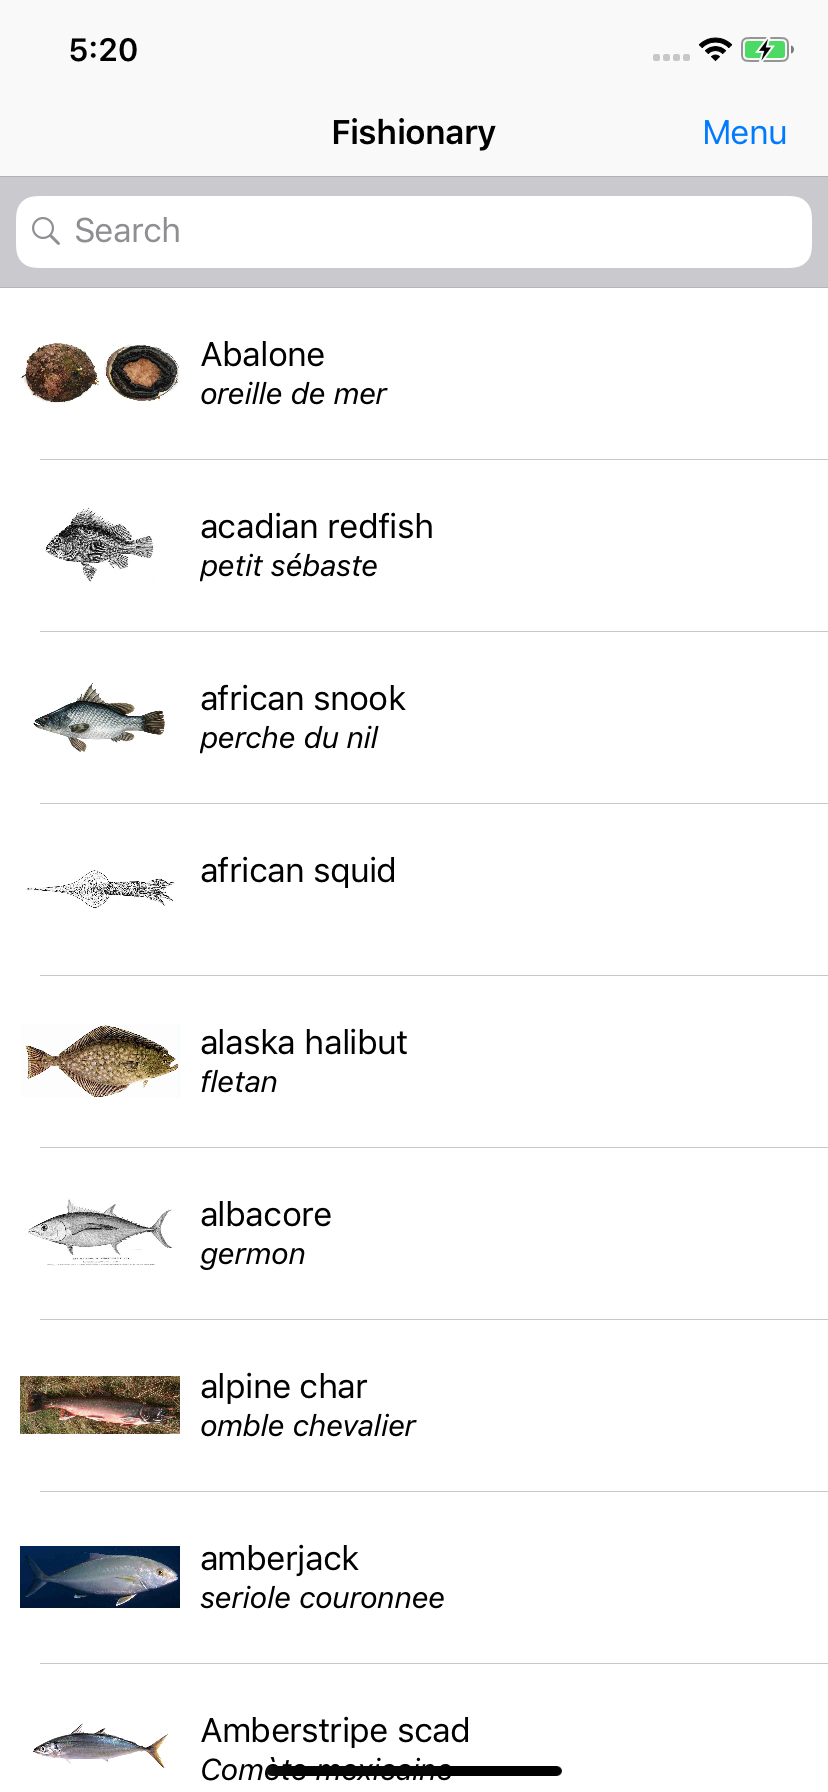 5:20
Fishionary
Menu
Search
Abalone
oreille de mer
acadian redfish
petit sébaste
african snook
perche du nil
african squid
alaska halibut
fletan
albacore
germon
alpine char
omble chevalier
amberjack
seriole couronnee
Amberstripe scad
Comète mexicaine